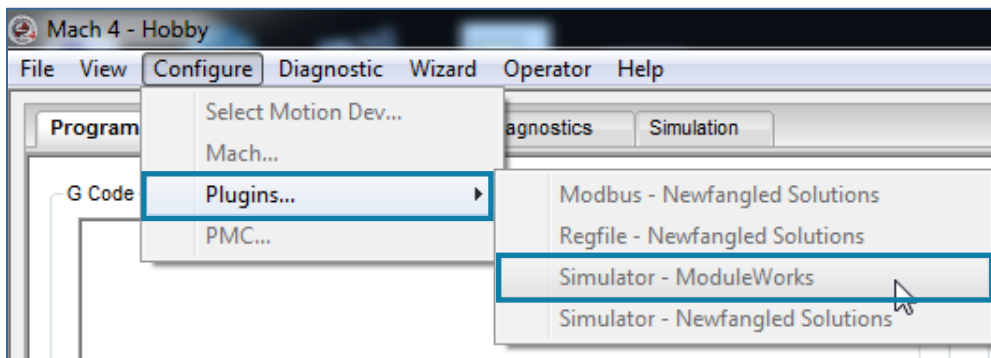 Mach 4 - Hobby
File View Configure Diagnostic Wizard Operator Help
Select Motion Dev...
Program agnostics Simulation
Mach...
G Code Plugins... Modbus - Newfangled Solutions
PMC... Regfile - Newfangled Solutions
Simulator - ModuleWorks
Simulator - Newfangled Solutions